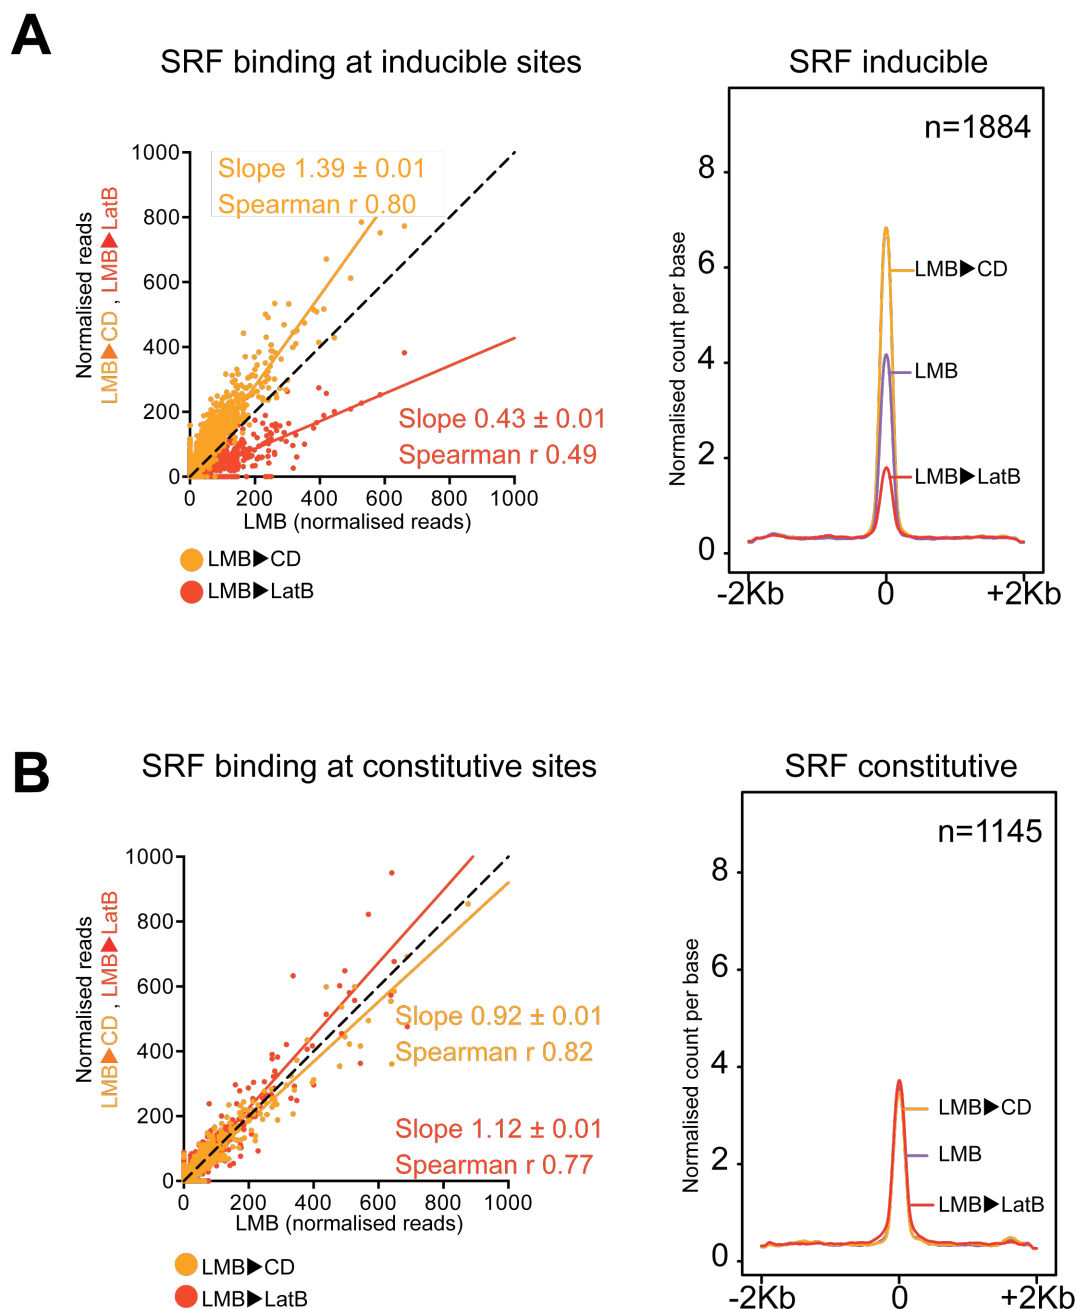 A
SRF binding at inducible sites
SRF inducible
Normalised reads
LMB▶CD , LMB▶LatB
1000
800
600
400
200
0
Slope 1.39 ± 0.01
Spearman r 0.80
Slope 0.43 ± 0.01
Spearman r 0.49
0 200 400 600 800 1000
LMB (normalised reads)
LMB▶CD
LMB▶LatB
n=1884
Normalised count per base
8
6
4
2
0
LMB▶CD
LMB
LMB▶LatB
-2Kb 0 +2Kb
B
SRF binding at constitutive sites
SRF constitutive
Normalised reads
LMB▶CD , LMB▶LatB
1000
800
600
400
200
0
Slope 0.92 ± 0.01
Spearman r 0.82
Slope 1.12 ± 0.01
Spearman r 0.77
0 200 400 600 800 1000
LMB (normalised reads)
LMB▶CD
LMB▶LatB
n=1145
Normalised count per base
8
6
4
2
0
LMB▶CD
LMB
LMB▶LatB
-2Kb 0 +2Kb